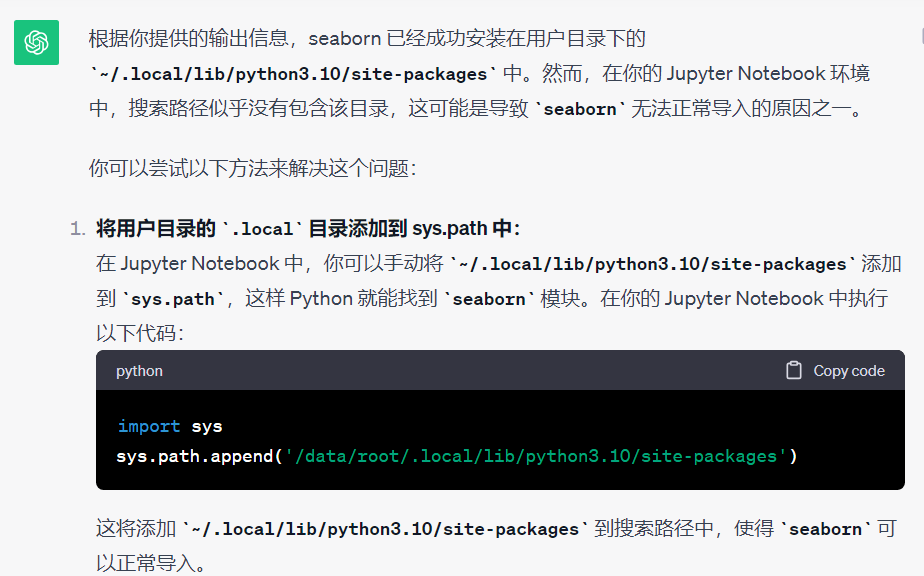 根据你提供的输出信息，seaborn 已经成功安装在用户目录下的
`~/.local/lib/python3.10/site-packages` 中。然而，在你的 Jupyter Notebook 环境
中，搜索路径似乎没有包含该目录，这可能是导致 `seaborn` 无法正常导入的原因之一。
你可以尝试以下方法来解决这个问题：
1. 将用户目录的 `.local` 目录添加到 sys.path 中：
在 Jupyter Notebook 中，你可以手动将 `~/.local/lib/python3.10/site-packages` 添加
到 `sys.path`，这样 Python 就能找到 `seaborn` 模块。在你的 Jupyter Notebook 中执行
以下代码：
python Copy code
import sys
sys.path.append('/data/root/.local/lib/python3.10/site-packages')
这将添加 `~/.local/lib/python3.10/site-packages` 到搜索路径中，使得 `seaborn` 可
以正常导入。